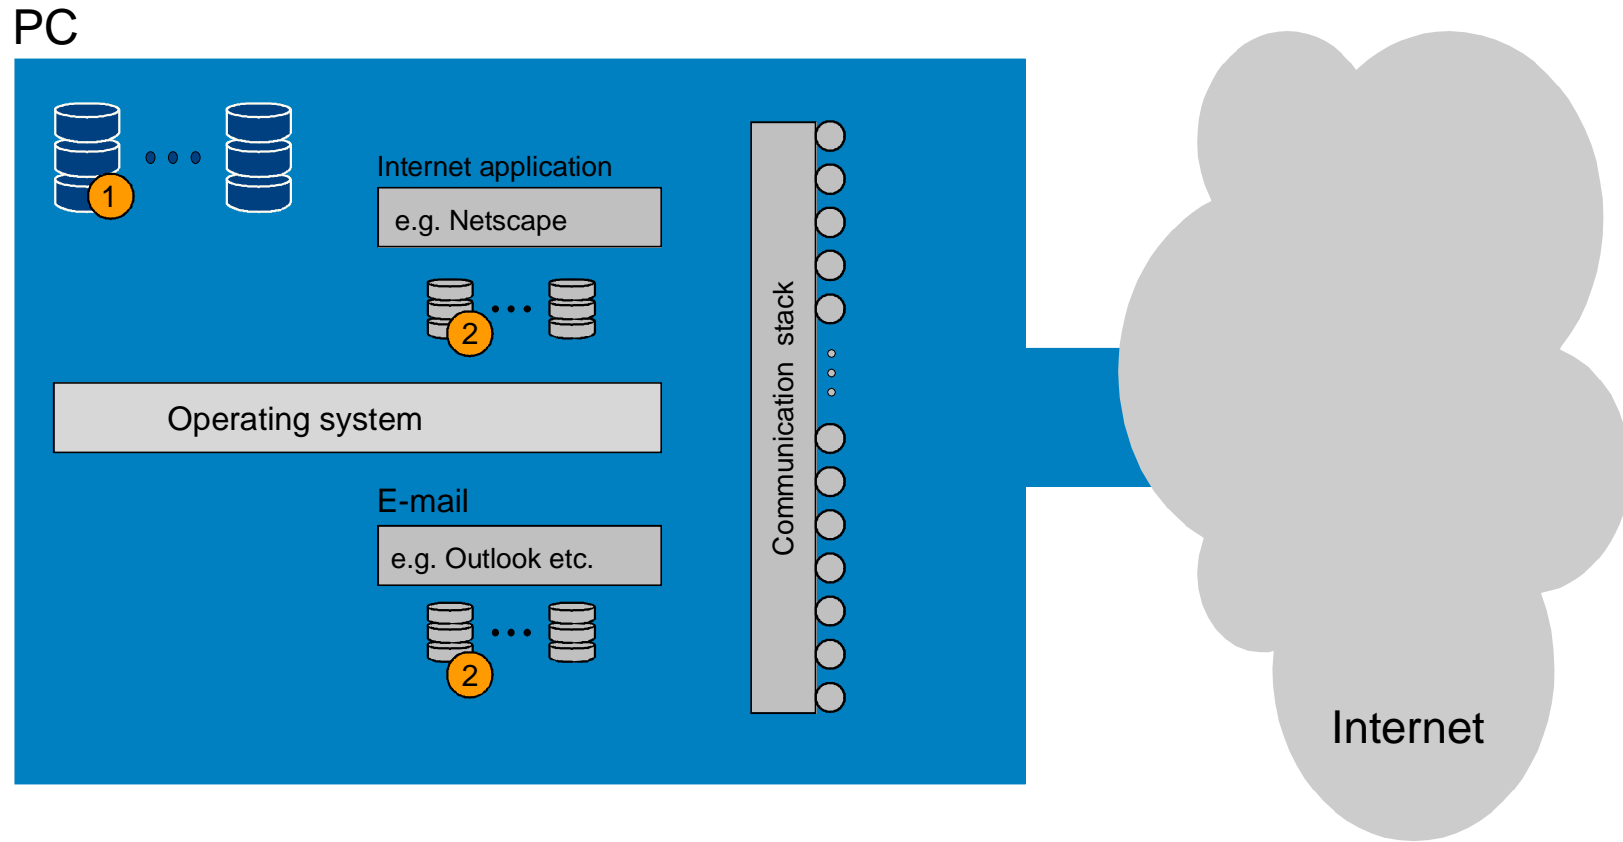 PC
1
Internet application
e.g. Netscape
2
Operating system
E-mail
e.g. Outlook etc.
2
Communication stack
Internet